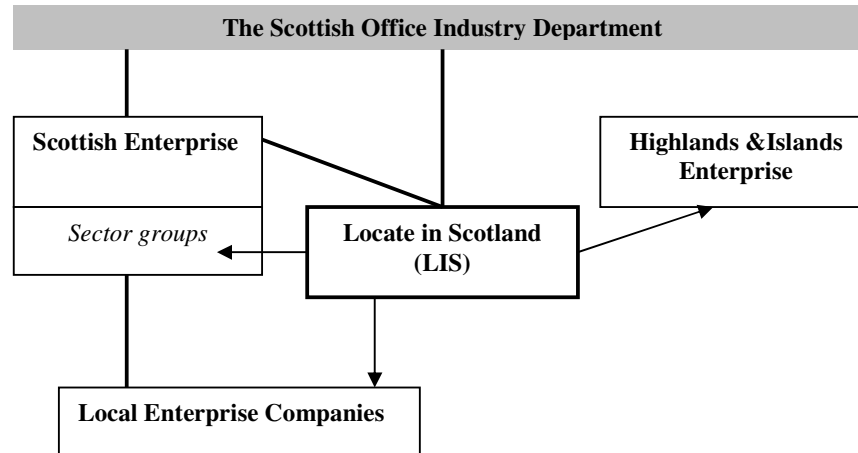 The Scottish Office Industry Department
Scottish Enterprise
Highlands &Islands
Enterprise
Sector groups
Locate in Scotland
(LIS)
Local Enterprise Companies